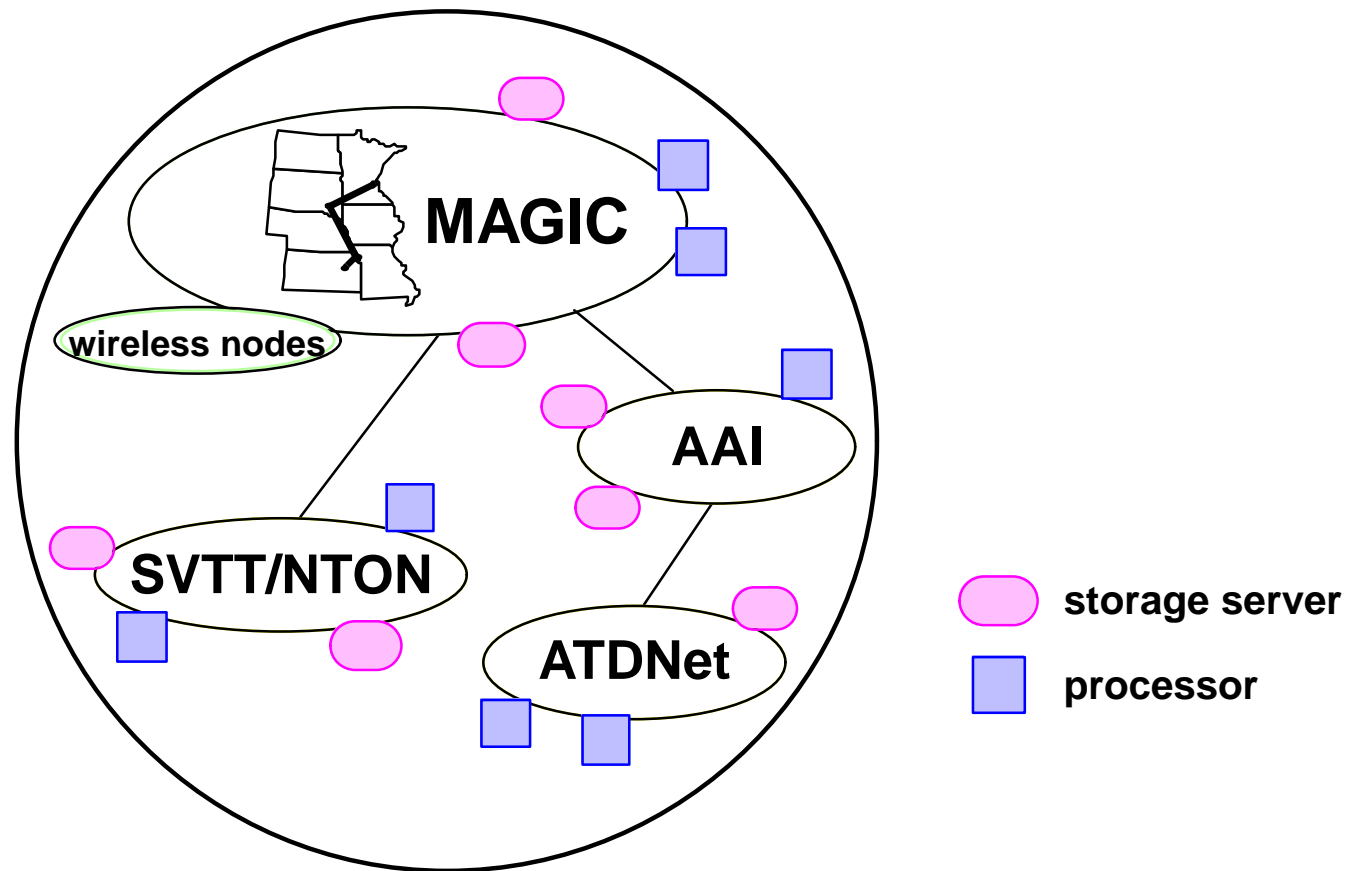 MAGIC
wireless nodes
AAI
SVTT/NTON
ATDNet
storage server
processor